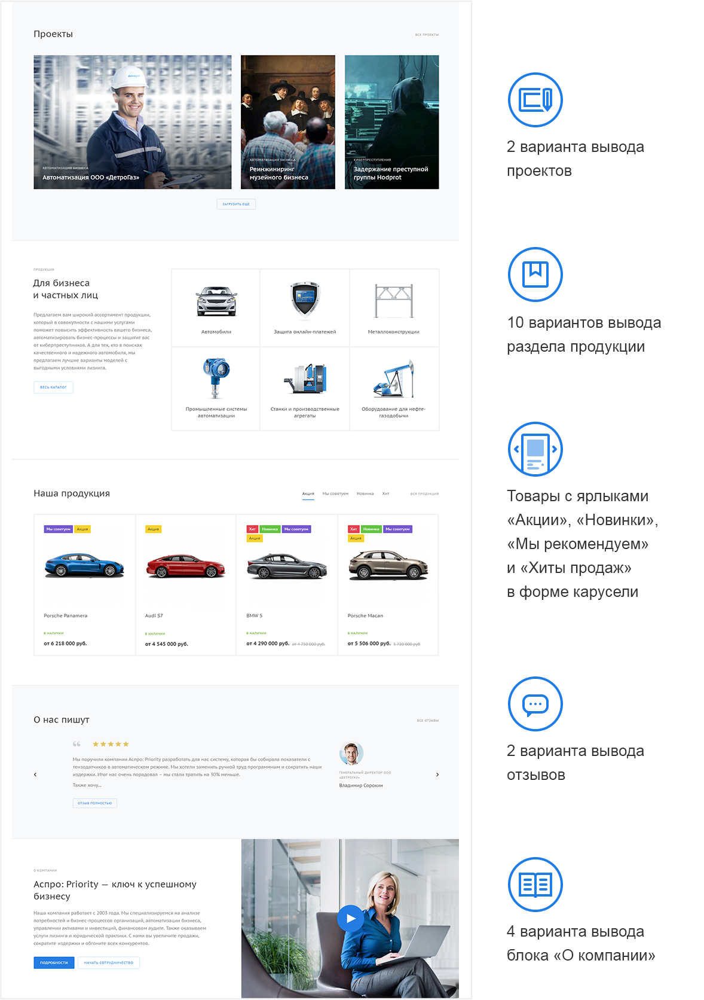 Проекты
ВСЕ ПРОЕКТЫ
АВТОМАТИЗАЦИЯ БИЗНЕСА
Автоматизация ООО «ДетроГаз»
АВТОМАТИЗАЦИЯ БИЗНЕСА
Реинжиниринг
музейного бизнеса
КИБЕРПРЕСТУПЛЕНИЯ
Задержание преступной
группы Hodprot
ЗАГРУЗИТЬ ЕЩЕ
2 варианта вывода
проектов
ПРОДУКЦИЯ
Для бизнеса
и частных лиц
Предлагаем вам широкий ассортимент продукции,
который в совокупности с нашими услугами
поможет повысить эффективность вашего бизнеса,
автоматизировать бизнес-процессы и защитит вас
от киберпреступников. А для тех, кто в поисках
качественного и надежного автомобиля, мы
предлагаем лучшие варианты моделей с
выгодными условиями лизинга.
ВЕСЬ КАТАЛОГ
Автомобили
Защита онлайн-платежей
Металлоконструкции
Промышленные системы
автоматизации
Станки и производственные
агрегаты
Оборудование для нефте-
газодобычи
10 вариантов вывода
раздела продукции
Наша продукция
Акция
Мы советуем
Новинка
Хит
ВСЯ ПРОДУКЦИЯ
Мы советуем Акция
Porsche Panamera
В НАЛИЧИИ
от 6 218 000 руб.
Акция
Audi S7
В НАЛИЧИИ
от 4 545 000 руб.
Хит Новинка Мы советуем
Акция
BMW 5
В НАЛИЧИИ
от 4 290 000 руб. от 4 750 000 руб.
Хит Новинка Мы советуем
Акция
Porsche Macan
В НАЛИЧИИ
от 5 506 000 руб. 5 720 000 руб
Товары с ярлыками
«Акции», «Новинки»,
«Мы рекомендуем»
и «Хиты продаж»
в форме карусели
О нас пишут
ВСЕ ОТЗЫВЫ
Мы поручили компании Аспро: Priority разработать для нас систему, которая бы собирала показатели с
тензодатчиков в автоматическом режиме. Мы хотели заменить ручной труд программным и сократить наши
издержки. Итог нас очень порадовал – мы стали тратить на 30% меньше.
Также хочу...
ОТЗЫВ ПОЛНОСТЬЮ
ГЕНЕРАЛЬНЫЙ ДИРЕКТОР ООО
«ДЕТРОГАЗ»
Владимир Сорокин
2 варианта вывода
отзывов
О КОМПАНИИ
Аспро: Priority — ключ к успешному
бизнесу
Наша компания работает с 2003 года. Мы специализируемся на анализе
потребностей и бизнес-процессов организаций, автоматизации бизнеса,
управлении активами и инвестиций, финансовом аудите. Также оказываем
услуги лизинга и юридической практики. С нами вы увеличите продажи,
сократите издержки и обгоните всех конкурентов.
ПОДРОБНОСТИ
НАЧАТЬ СОТРУДНИЧЕСТВО
4 варианта вывода
блока «О компании»